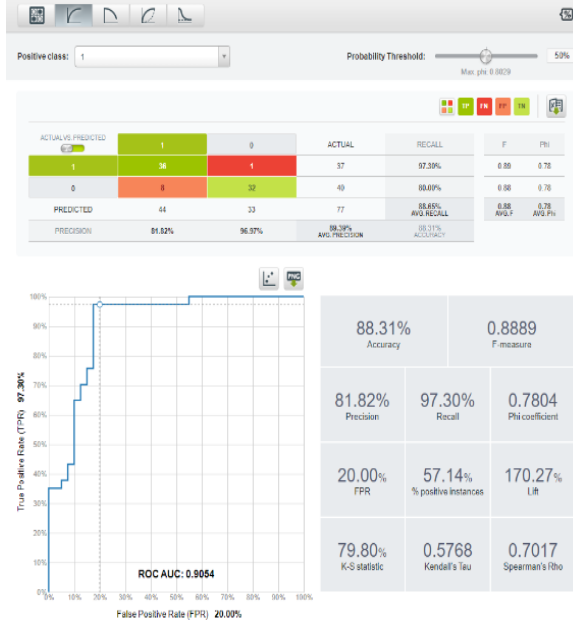 Positive class: 1
Probability Threshold: 50%
Max. phi: 0.8029
TP FN FP TN
ACTUAL VS. PREDICTED 1 0 ACTUAL RECALL F Phi
1 36 1 37 97.30% 0.89 0.78
0 8 32 40 80.00% 0.88 0.78
PREDICTED 44 33 77 88.65% AVG. RECALL 0.88 AVG. F 0.78 AVG. Phi
PRECISION 81.82% 96.97% 89.39% AVG. PRECISION 88.31% ACCURACY
PNG
100%
90%
80%
70%
60%
50%
40%
30%
20%
10%
0%
True Positive Rate (TPR) 97.30%
ROC AUC: 0.9054
0% 10% 20% 30% 40% 50% 60% 70% 80% 90% 100%
False Positive Rate (FPR) 20.00%
88.31% 0.8889
Accuracy F-measure
81.82% 97.30% 0.7804
Precision Recall Phi coefficient
20.00% 57.14% 170.27%
FPR % positive instances Lift
79.80% 0.5768 0.7017
K-S statistic Kendall's Tau Spearman's Rho